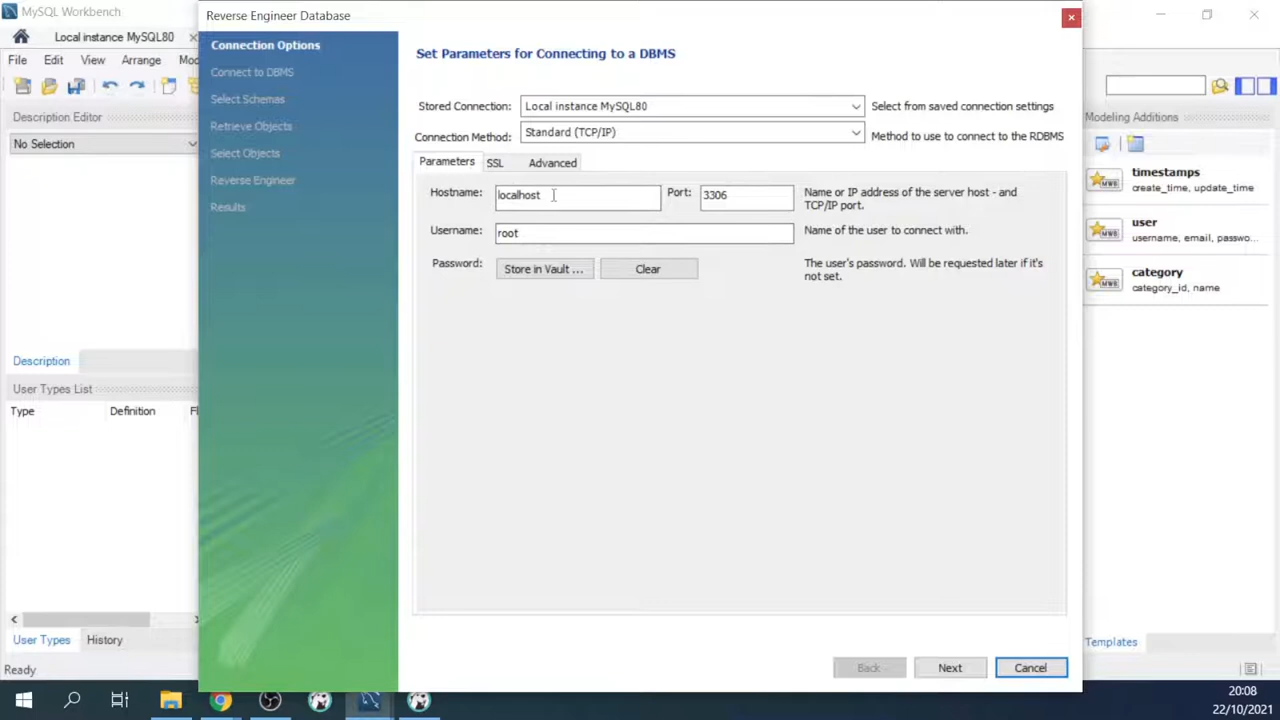 MySQL Workbench
Local instance MySQL80
File Edit View Arrange Mod
Description Editor
No Selection
Description
User Types List
Type Definition Fl
User Types History
Ready
Reverse Engineer Database
Connection Options
Connect to DBMS
Select Schemas
Retrieve Objects
Select Objects
Reverse Engineer
Results
Set Parameters for Connecting to a DBMS
Stored Connection: Local instance MySQL80 Select from saved connection settings
Connection Method: Standard (TCP/IP) Method to use to connect to the RDBMS
Parameters SSL Advanced
Hostname: localhost Port: 3306 Name or IP address of the server host - and
TCP/IP port.
Username: root Name of the user to connect with.
Password: Store in Vault ... Clear The user's password. Will be requested later if it's
not set.
Back Next Cancel
Modeling Additions
timestamps
create_time, update_time
user
username, email, passwo...
category
category_id, name
Templates
20:08
22/10/2021